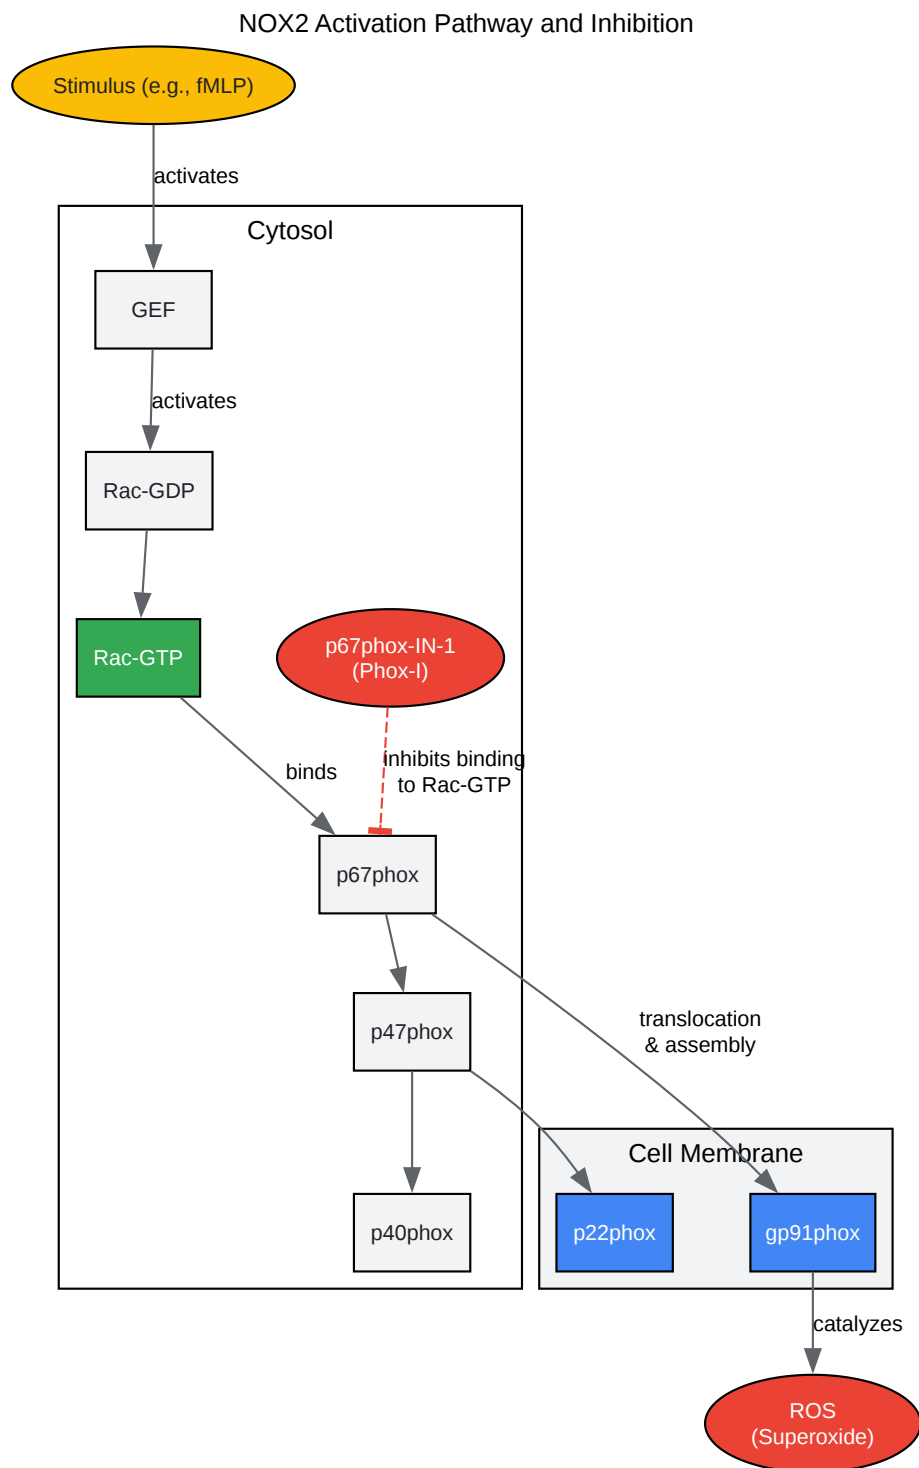 NOX2 Activation Pathway and Inhibition
Stimulus (e.g., fMLP)
activates
Cytosol
GEF
activates
Rac-GDP
Rac-GTP
p67phox-IN-1
(Phox-I)
binds
inhibits binding
to Rac-GTP
p67phox
p47phox
translocation
& assembly
Cell Membrane
p40phox
p22phox
gp91phox
catalyzes
ROS
(Superoxide)